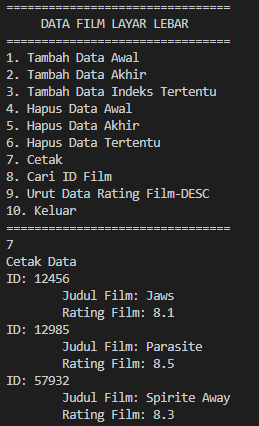 ================================
DATA FILM LAYAR LEBAR
================================
1. Tambah Data Awal
2. Tambah Data Akhir
3. Tambah Data Indeks Tertentu
4. Hapus Data Awal
5. Hapus Data Akhir
6. Hapus Data Tertentu
7. Cetak
8. Cari ID Film
9. Urut Data Rating Film-DESC
10. Keluar
================================
7
Cetak Data
ID: 12456
Judul Film: Jaws
Rating Film: 8.1
ID: 12985
Judul Film: Parasite
Rating Film: 8.5
ID: 57932
Judul Film: Spirite Away
Rating Film: 8.3